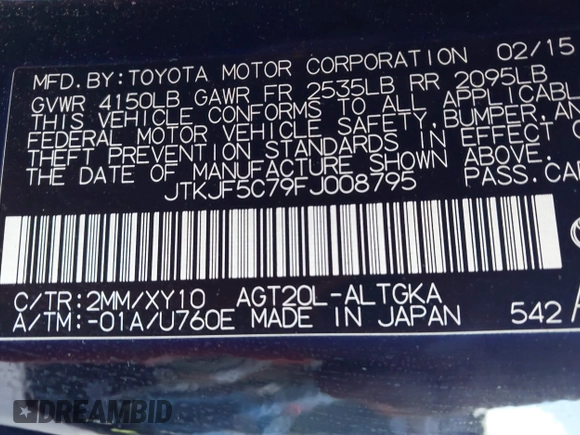 MFD. BY: TOYOTA MOTOR CORPORATION 02/15
GVWR 4150LB GAWR FR 2535LB RR 2095LB
THIS VEHICLE CONFORMS TO ALL APPLICABL
FEDERAL MOTOR VEHICLE SAFETY, BUMPER, AN
THEFT PREVENTION STANDARDS IN EFFECT O
THE DATE OF MANUFACTURE SHOWN ABOVE.
JTKJF5C79FJ008795 PASS. CA
C/TR: 2MM/XY10 AGT20L-ALTGKA
A/TM: -01A/U760E MADE IN JAPAN 542
DREAMBID